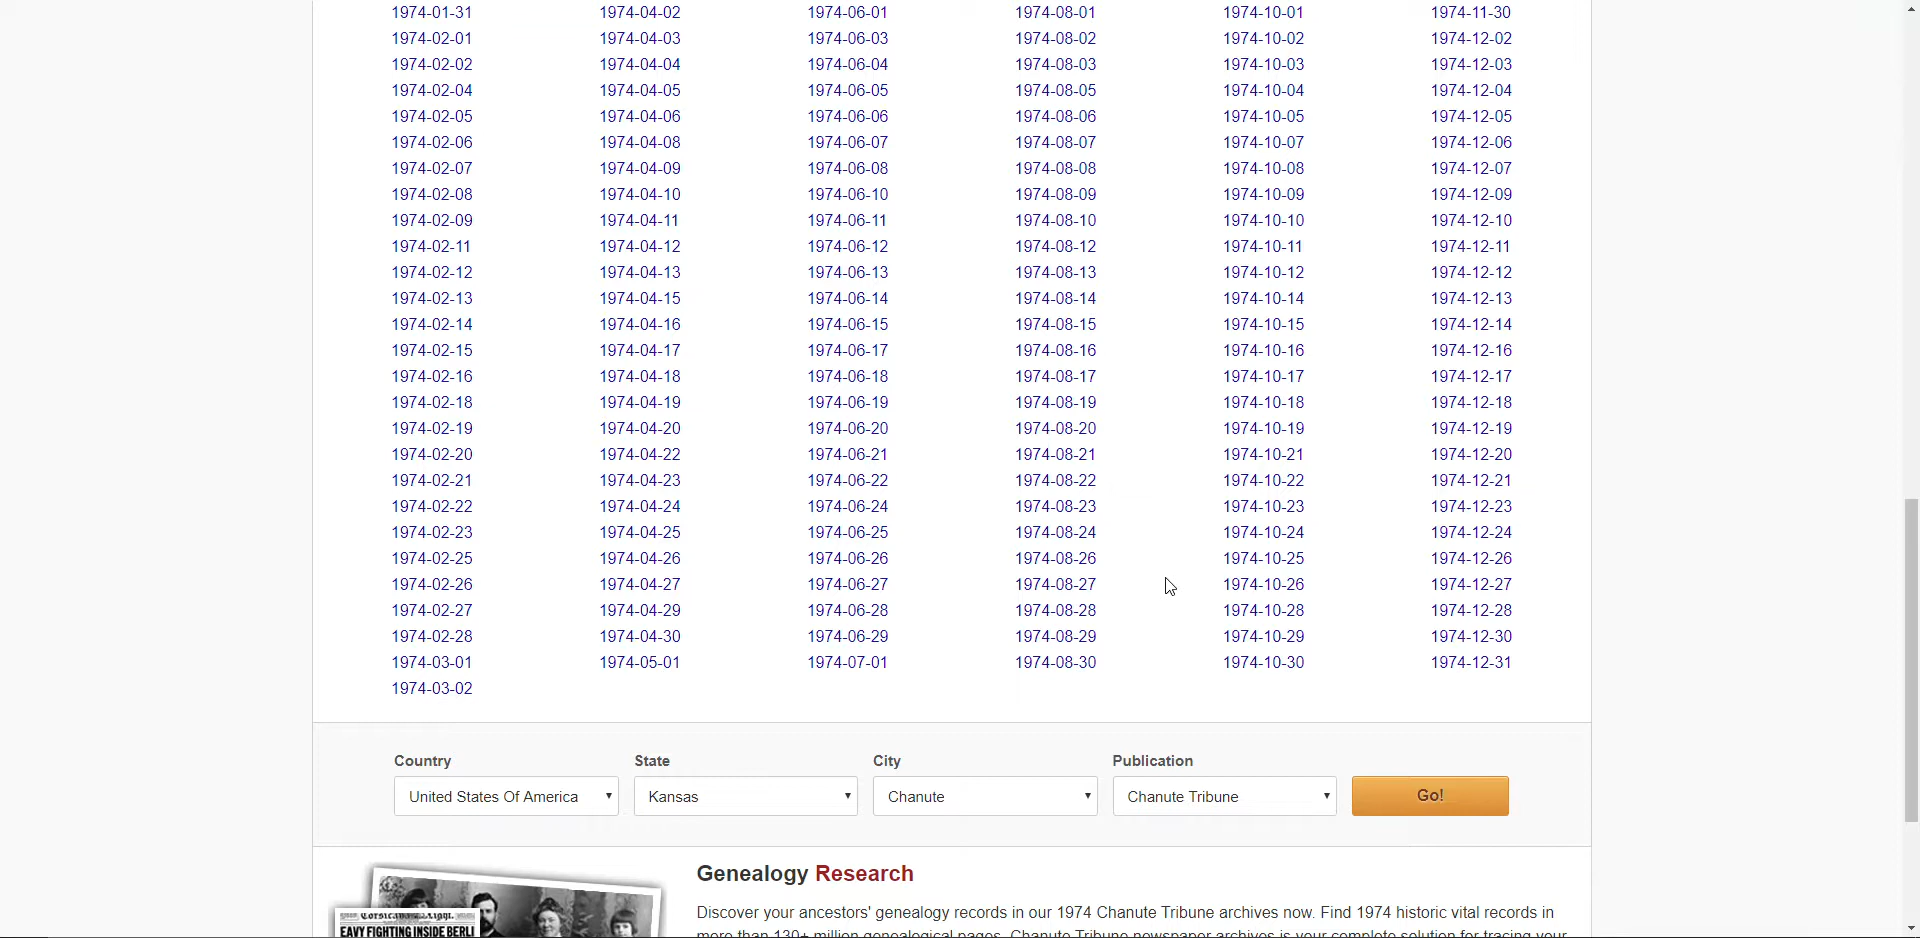 1974-01-31 1974-04-02 1974-06-01 1974-08-01 1974-10-01 1974-11-30
1974-02-01 1974-04-03 1974-06-03 1974-08-02 1974-10-02 1974-12-02
1974-02-02 1974-04-04 1974-06-04 1974-08-03 1974-10-03 1974-12-03
1974-02-04 1974-04-05 1974-06-05 1974-08-05 1974-10-04 1974-12-04
1974-02-05 1974-04-06 1974-06-06 1974-08-06 1974-10-05 1974-12-05
1974-02-06 1974-04-08 1974-06-07 1974-08-07 1974-10-07 1974-12-06
1974-02-07 1974-04-09 1974-06-08 1974-08-08 1974-10-08 1974-12-07
1974-02-08 1974-04-10 1974-06-10 1974-08-09 1974-10-09 1974-12-09
1974-02-09 1974-04-11 1974-06-11 1974-08-10 1974-10-10 1974-12-10
1974-02-11 1974-04-12 1974-06-12 1974-08-12 1974-10-11 1974-12-11
1974-02-12 1974-04-13 1974-06-13 1974-08-13 1974-10-12 1974-12-12
1974-02-13 1974-04-15 1974-06-14 1974-08-14 1974-10-14 1974-12-13
1974-02-14 1974-04-16 1974-06-15 1974-08-15 1974-10-15 1974-12-14
1974-02-15 1974-04-17 1974-06-17 1974-08-16 1974-10-16 1974-12-16
1974-02-16 1974-04-18 1974-06-18 1974-08-17 1974-10-17 1974-12-17
1974-02-18 1974-04-19 1974-06-19 1974-08-19 1974-10-18 1974-12-18
1974-02-19 1974-04-20 1974-06-20 1974-08-20 1974-10-19 1974-12-19
1974-02-20 1974-04-22 1974-06-21 1974-08-21 1974-10-21 1974-12-20
1974-02-21 1974-04-23 1974-06-22 1974-08-22 1974-10-22 1974-12-21
1974-02-22 1974-04-24 1974-06-24 1974-08-23 1974-10-23 1974-12-23
1974-02-23 1974-04-25 1974-06-25 1974-08-24 1974-10-24 1974-12-24
1974-02-25 1974-04-26 1974-06-26 1974-08-26 1974-10-25 1974-12-26
1974-02-26 1974-04-27 1974-06-27 1974-08-27 1974-10-26 1974-12-27
1974-02-27 1974-04-29 1974-06-28 1974-08-28 1974-10-28 1974-12-28
1974-02-28 1974-04-30 1974-06-29 1974-08-29 1974-10-29 1974-12-30
1974-03-01 1974-05-01 1974-07-01 1974-08-30 1974-10-30 1974-12-31
1974-03-02
Country State City Publication
United States Of America Kansas Chanute Chanute Tribune Go!
Genealogy Research
Discover your ancestors' genealogy records in our 1974 Chanute Tribune archives now. Find 1974 historic vital records in
more than 130+ million genealogical pages. Chanute Tribune newspaper archives is your complete solution for tracing your
EAVY FIGHTING INSIDE BERLI